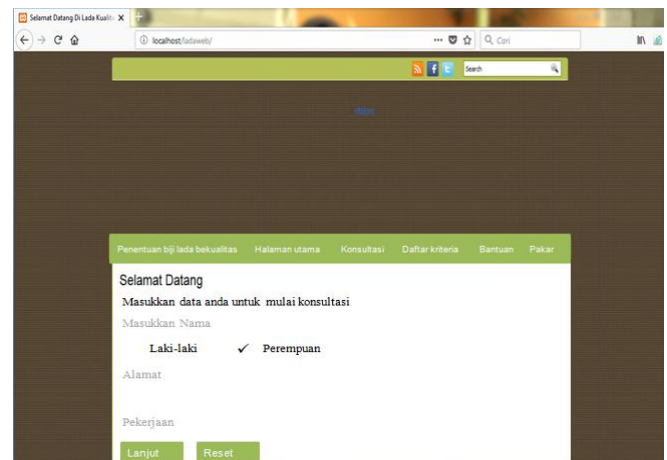 Selamat Datang Di Lada Kualit
localhost/ladaweb/
Cari
Search
Penentuan biji lada bekualitas Halaman utama Konsultasi Daftar kriteria Bantuan Pakar
Selamat Datang
Masukkan data anda untuk mulai konsultasi
Masukkan Nama
Laki-laki ✓ Perempuan
Alamat
Pekerjaan
Lanjut Reset